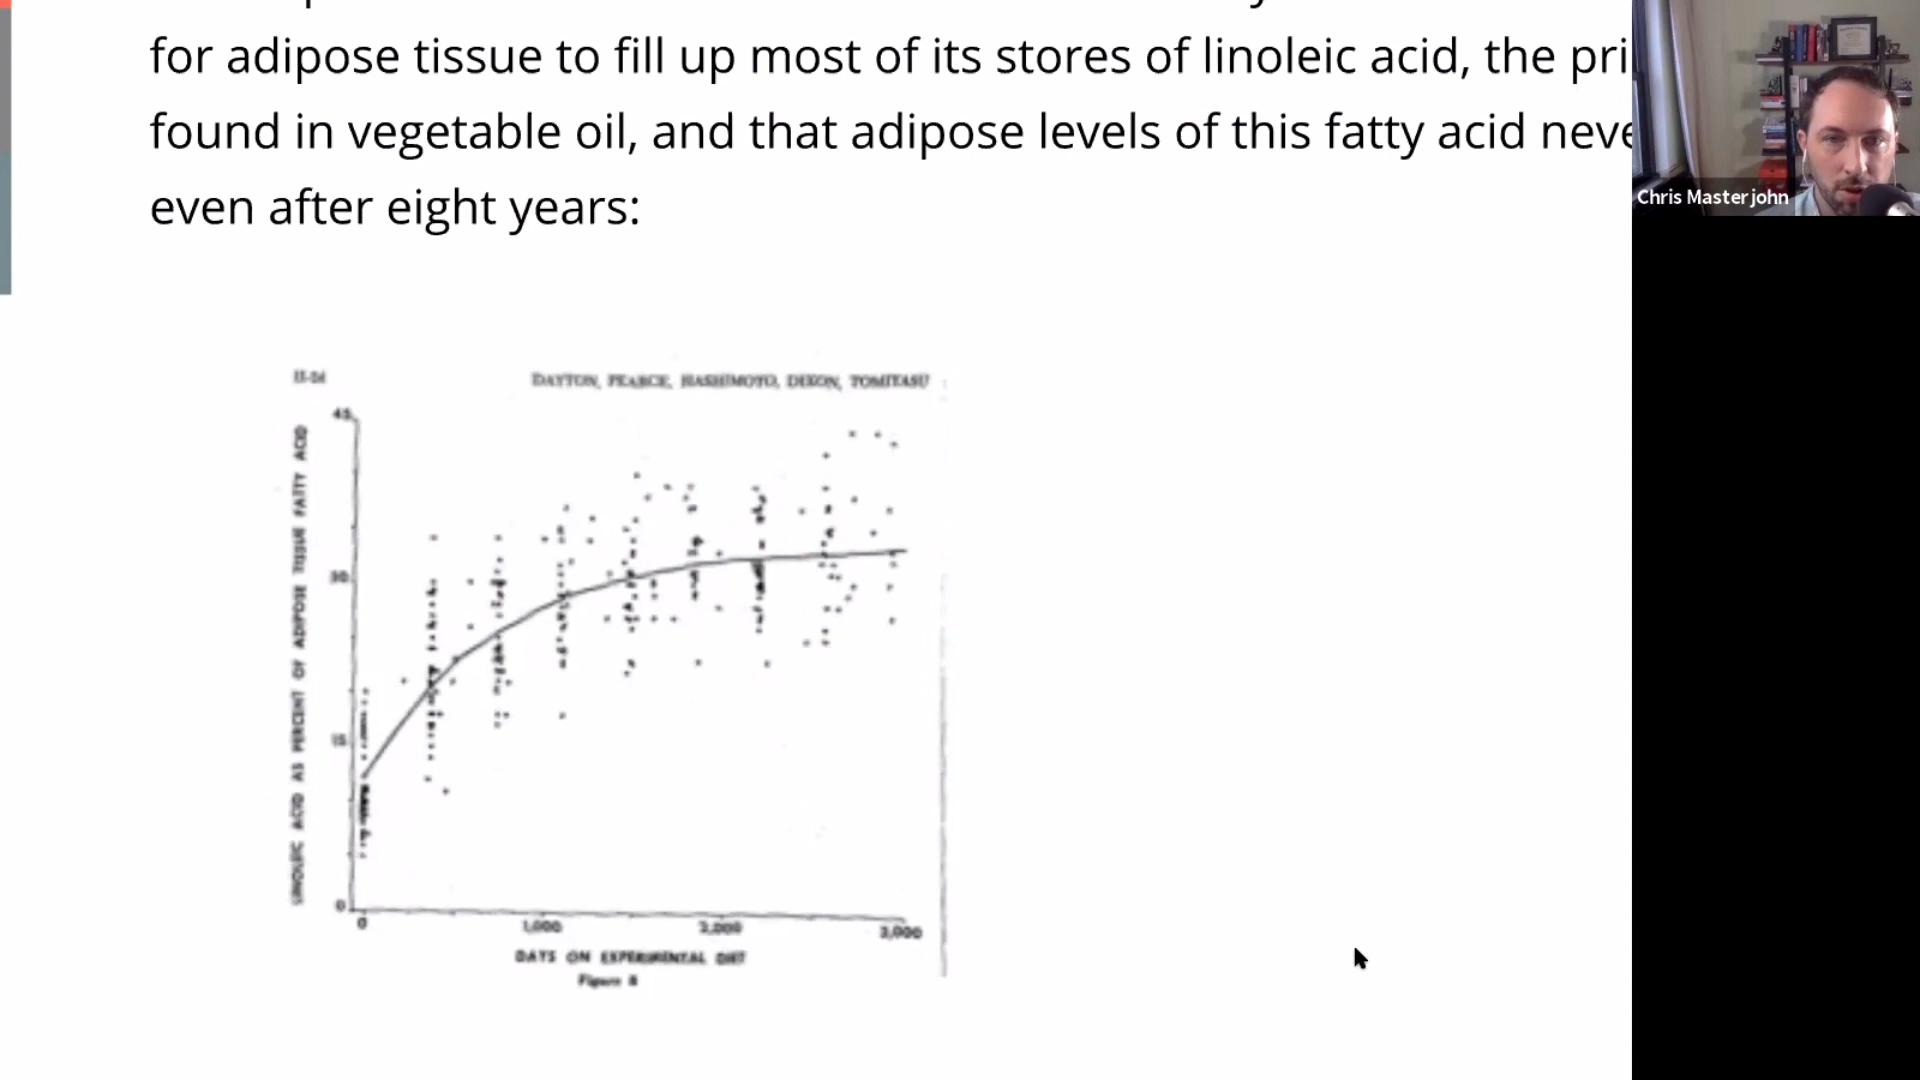 for adipose tissue to fill up most of its stores of linoleic acid, the pri
found in vegetable oil, and that adipose levels of this fatty acid neve
even after eight years:
Chris Masterjohn
DAYTON, PEARCE, HASHIMOTO, DIXON, TOMIYASU
LINOLEIC ACID AS PERCENT OF ADIPOSE TISSUE FATTY ACID
45
30
15
0
0
1,000
2,000
3,000
DAYS ON EXPERIMENTAL DIET
Figure 8